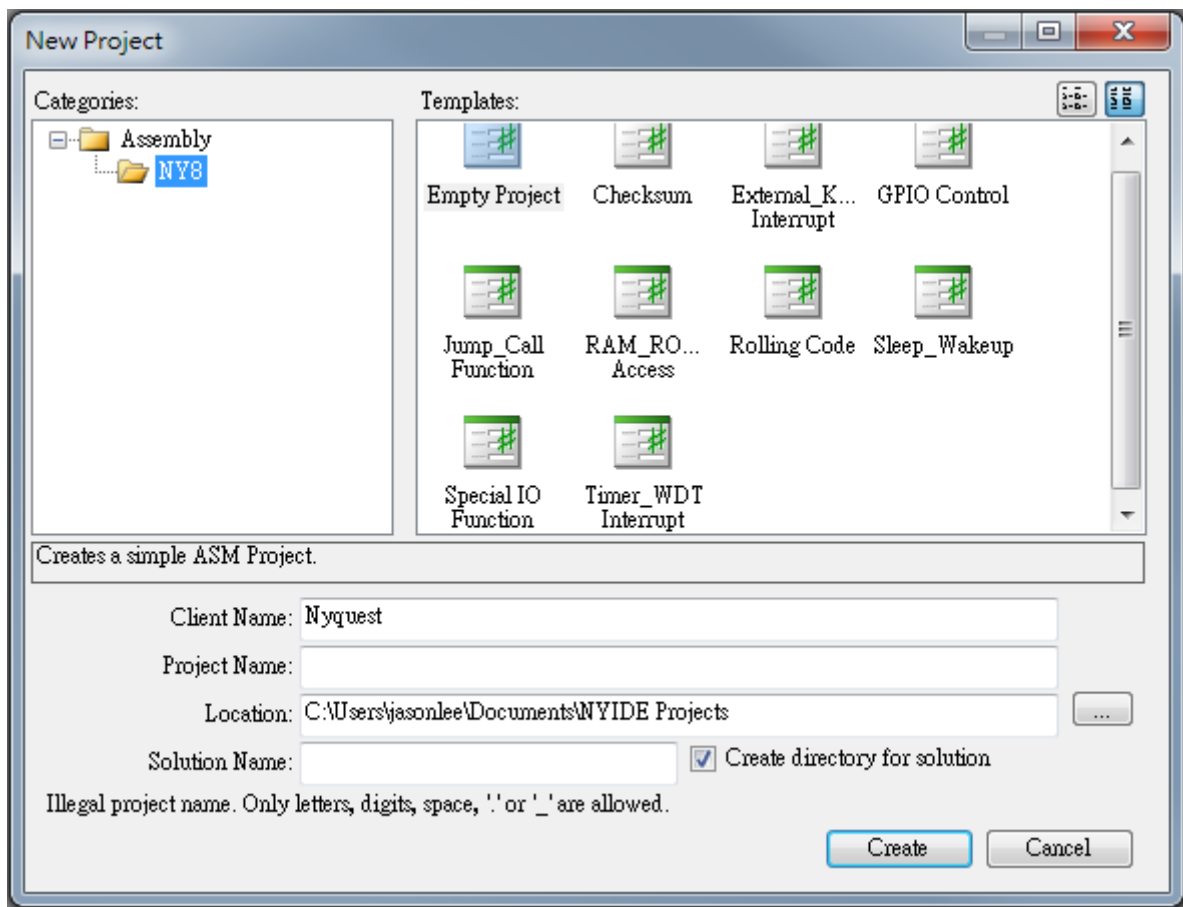 New Project
Categories:
Templates:
Assembly
NY8
Empty Project
Checksum
External_K...
Interrupt
GPIO Control
Jump_Call
Function
RAM_RO...
Access
Rolling Code
Sleep_Wakeup
Special IO
Function
Timer_WDT
Interrupt
Creates a simple ASM Project.
Client Name: Nyquest
Project Name:
Location: C:\Users\jasonlee\Documents\NYIDE Projects
...
Solution Name:
Create directory for solution
Illegal project name. Only letters, digits, space, '.' or '_' are allowed.
Create
Cancel